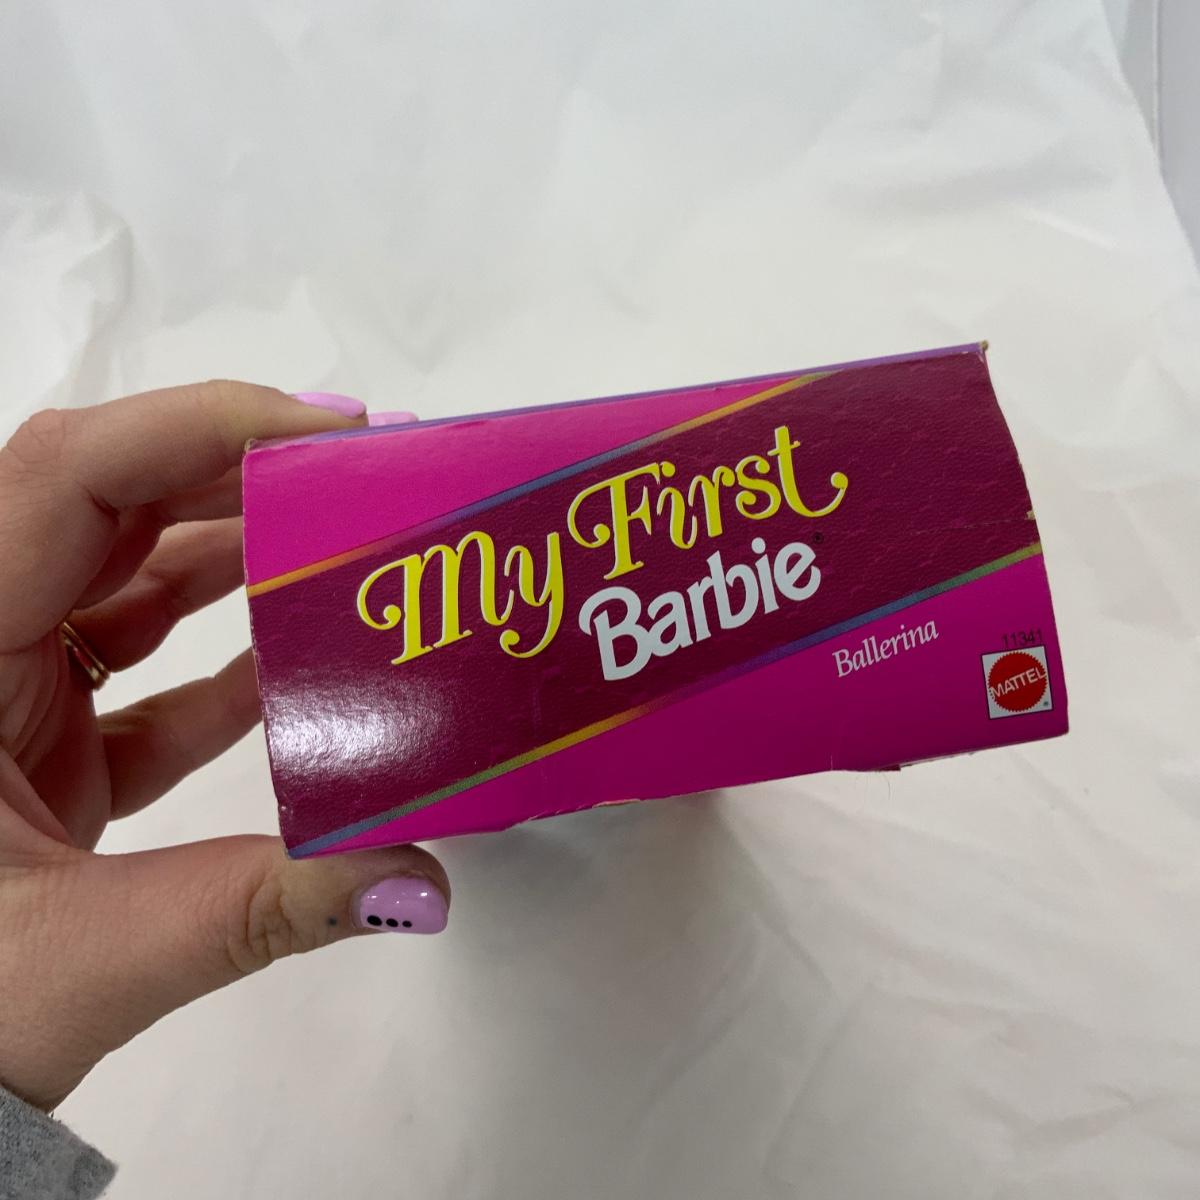 My First
Barbie®
Ballerina
11341
MATTEL®